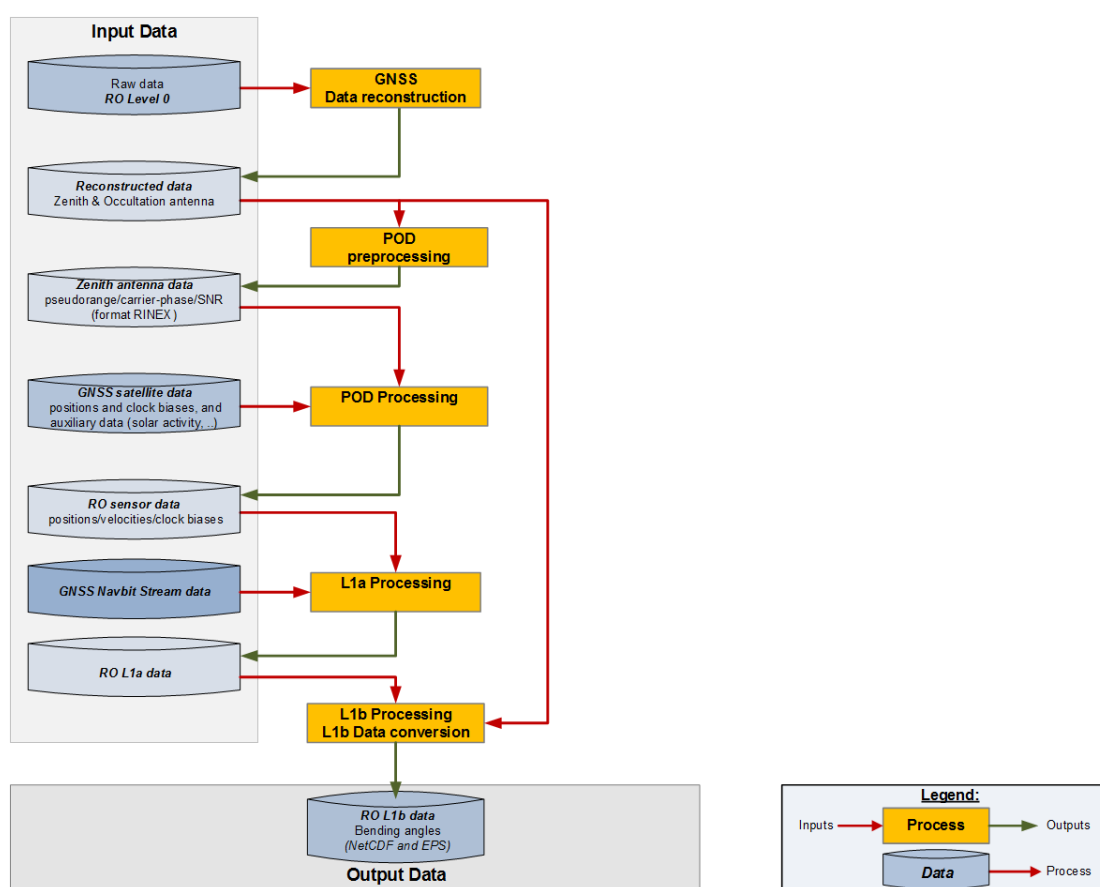 Input Data
Raw data
RO Level 0
GNSS
Data reconstruction
Reconstructed data
Zenith & Occultation antenna
POD
preprocessing
Zenith antenna data
pseudorange/carrier-phase/SNR
(format RINEX )
GNSS satellite data
positions and clock biases, and
auxiliary data (solar activity, ..)
POD Processing
RO sensor data
positions/velocities/clock biases
GNSS Navbit Stream data
L1a Processing
RO L1a data
L1b Processing
L1b Data conversion
RO L1b data
Bending angles
(NetCDF and EPS)
Output Data
Legend:
Inputs
Process
Outputs
Data
Process